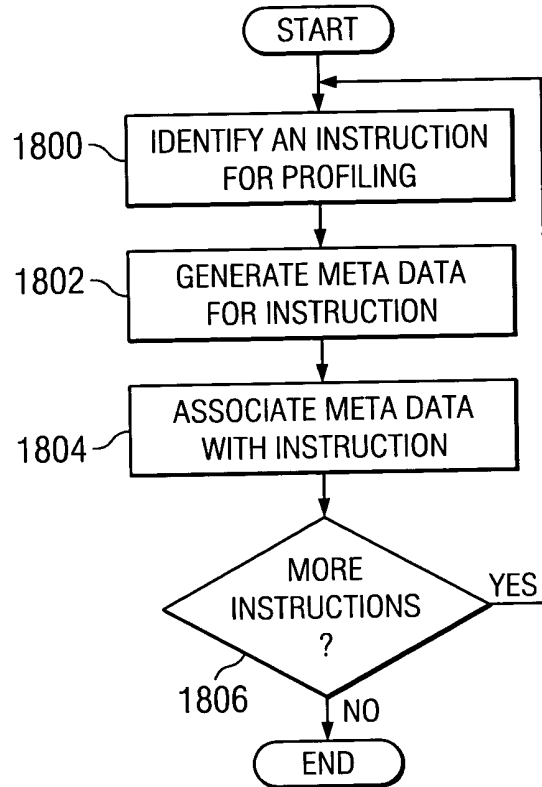 START
1800
IDENTIFY AN INSTRUCTION
FOR PROFILING
1802
GENERATE META DATA
FOR INSTRUCTION
1804
ASSOCIATE META DATA
WITH INSTRUCTION
MORE
INSTRUCTIONS
?
YES
1806
NO
END